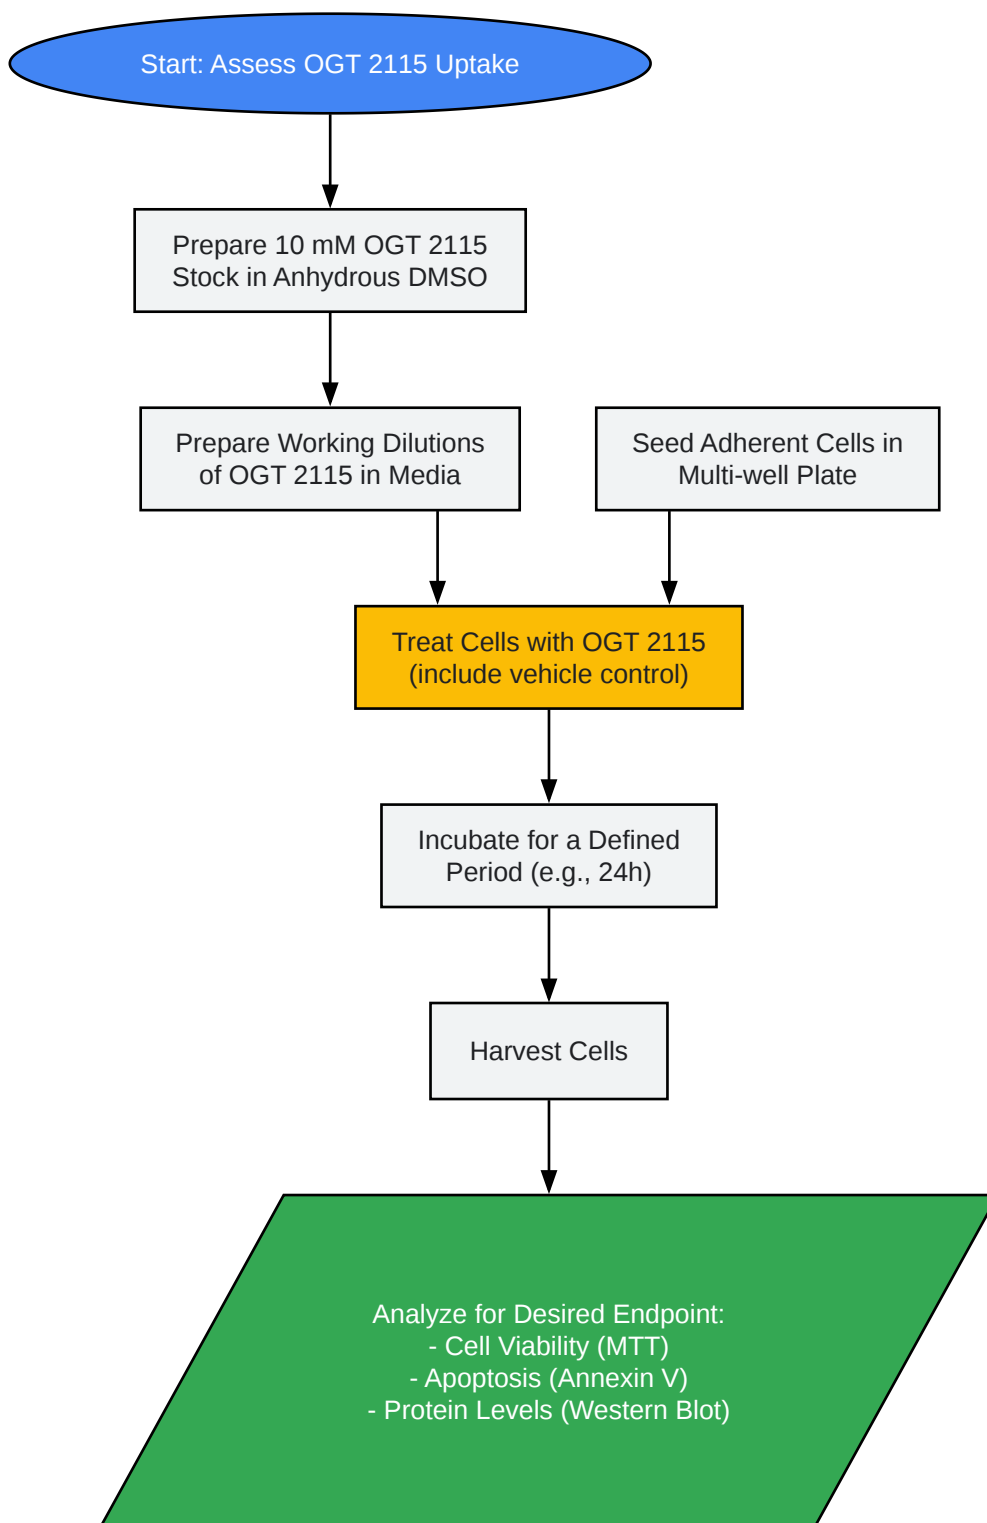 Start: Assess OGT 2115 Uptake
Prepare 10 mM OGT 2115
Stock in Anhydrous DMSO
Prepare Working Dilutions
of OGT 2115 in Media
Seed Adherent Cells in
Multi-well Plate
Treat Cells with OGT 2115
(include vehicle control)
Incubate for a Defined
Period (e.g., 24h)
Harvest Cells
Analyze for Desired Endpoint:
- Cell Viability (MTT)
- Apoptosis (Annexin V)
- Protein Levels (Western Blot)